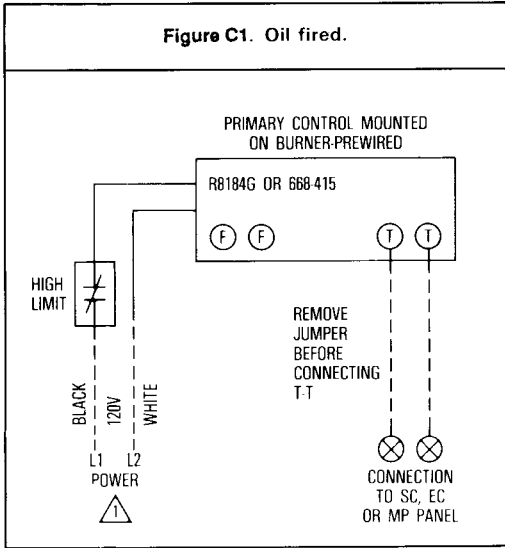 Figure C1. Oil fired.
PRIMARY CONTROL MOUNTED
ON BURNER-PREWIRED
R8184G OR 668-415
F F T T
HIGH
LIMIT
REMOVE
JUMPER
BEFORE
CONNECTING
T-T
BLACK
120V
WHITE
L1 L2
POWER
1
CONNECTION
TO SC, EC
OR MP PANEL